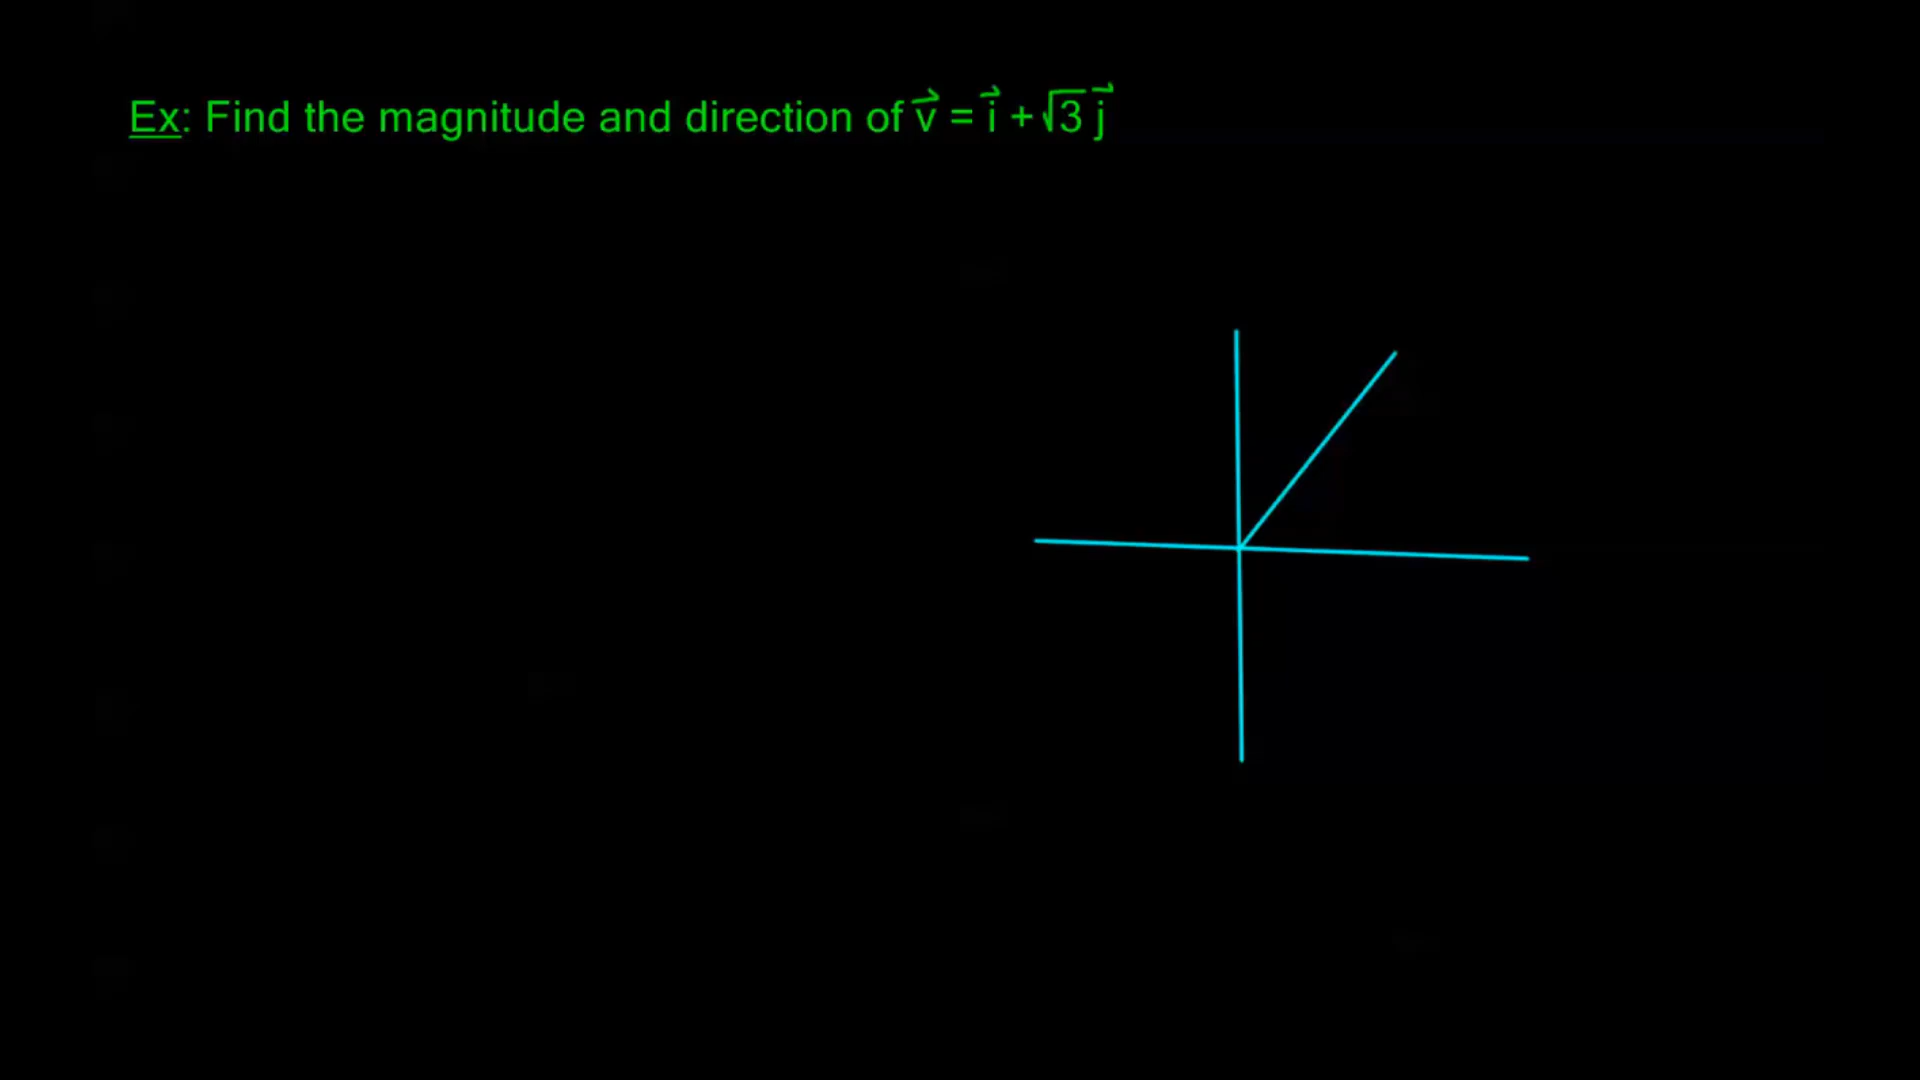 Ex: Find the magnitude and direction of v⃗ = i⃗ + √3 j⃗